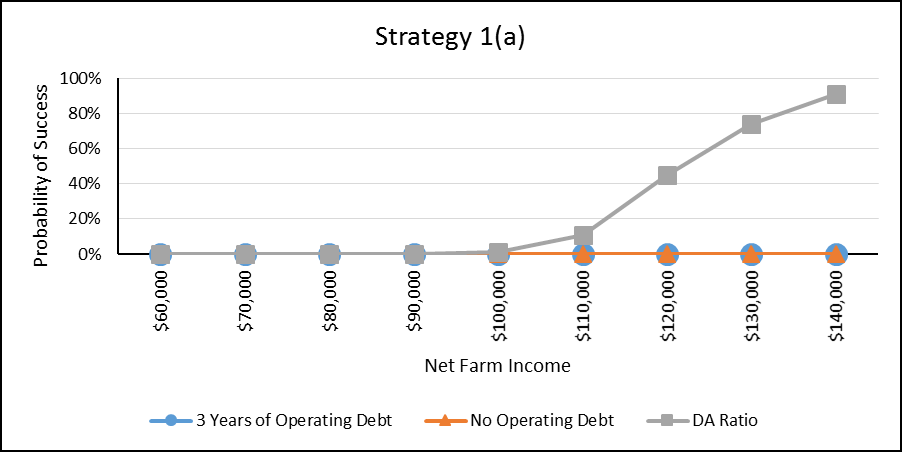 Strategy 1(a)
Probability of Success
100%
80%
60%
40%
20%
0%
$60,000
$70,000
$80,000
$90,000
$100,000
$110,000
$120,000
$130,000
$140,000
Net Farm Income
3 Years of Operating Debt
No Operating Debt
DA Ratio